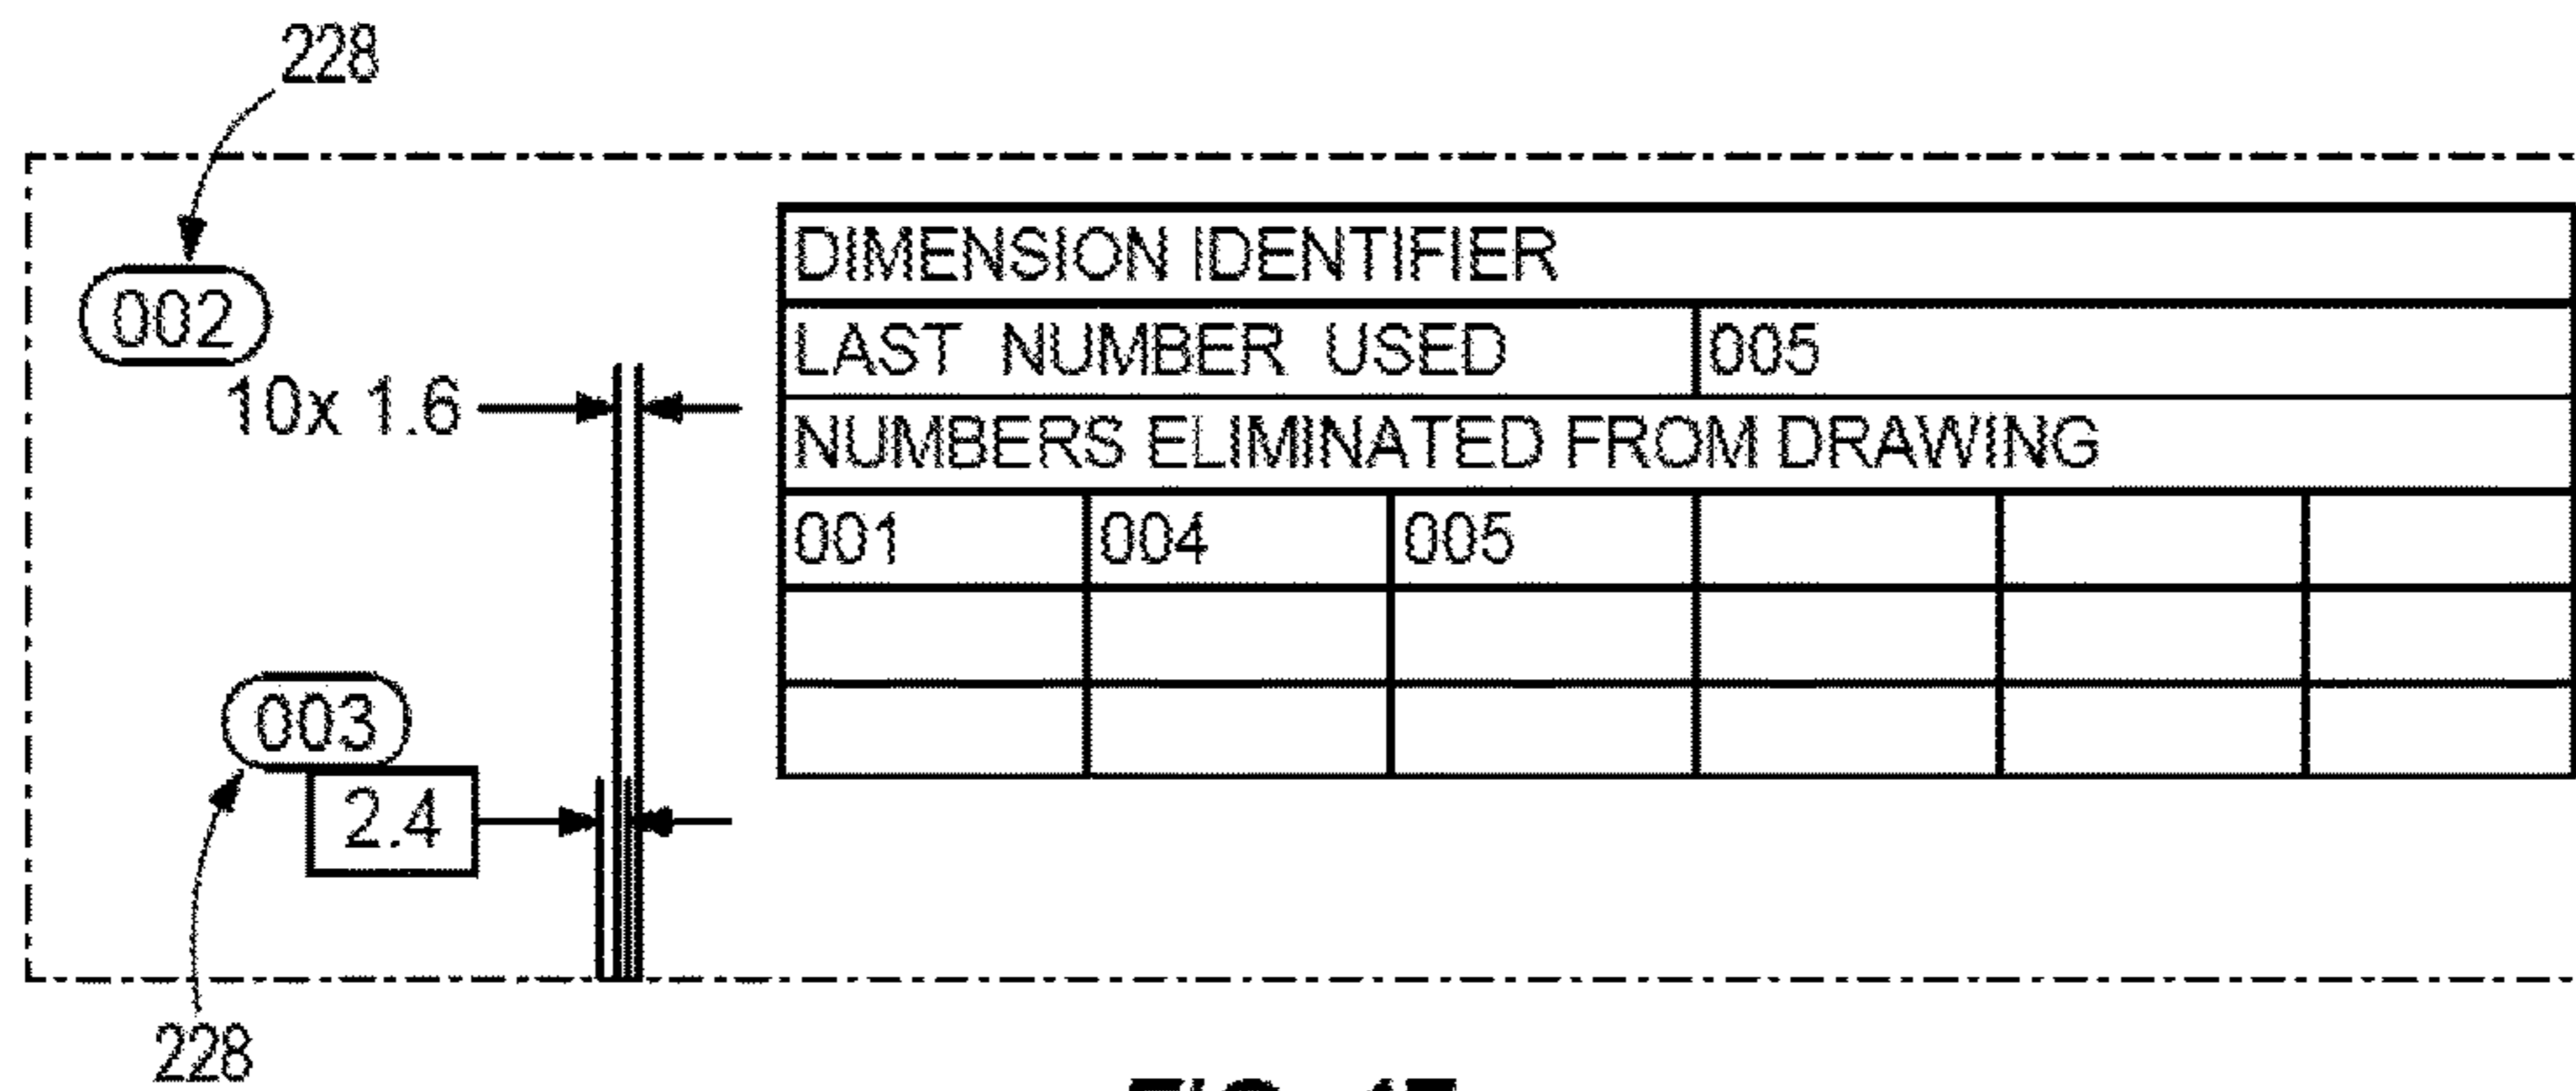 228
002
10x 1.6
DIMENSION IDENTIFIER
LAST NUMBER USED 005
NUMBERS ELIMINATED FROM DRAWING
001 004 005
003
2.4
228